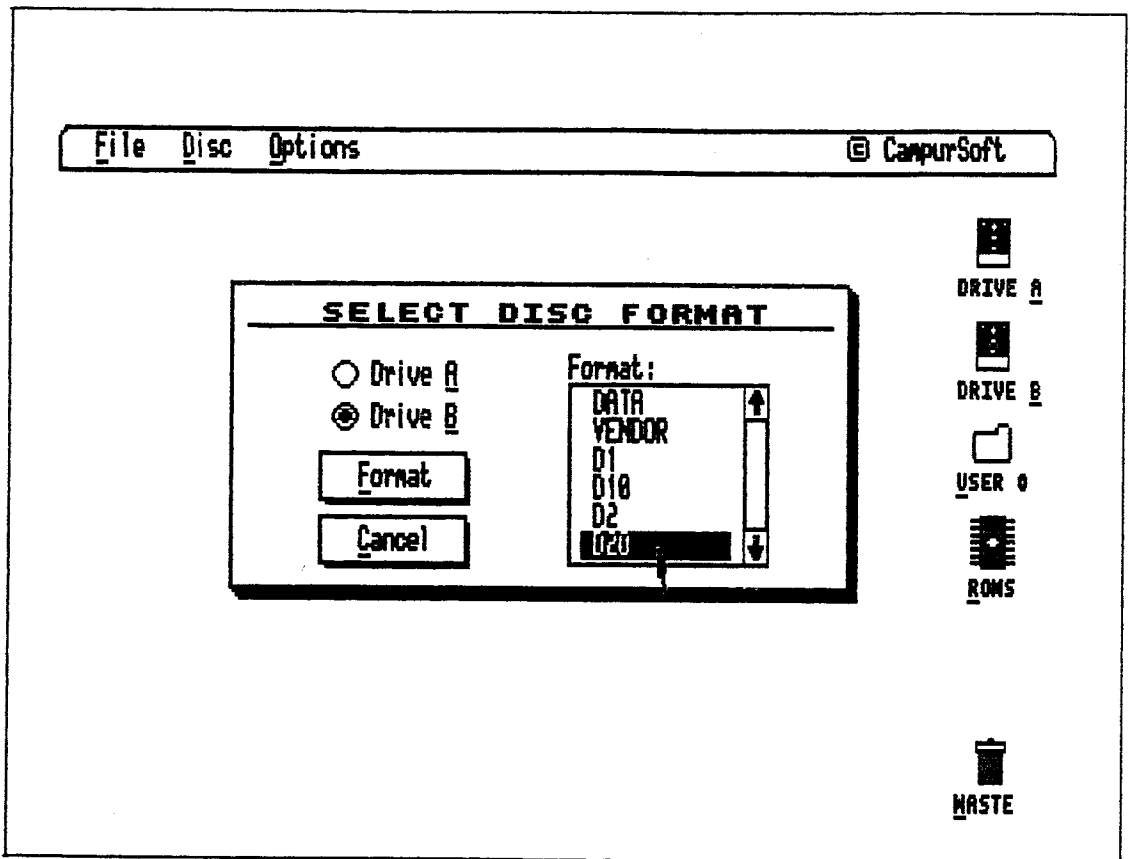 File Disc Options © CampurSoft
DRIVE A
SELECT DISC FORMAT
Drive A
Format:
DATA
DRIVE B
Drive B
VENDOR
D1
Format
D10
USER 0
D2
Cancel
D20
ROMS
WASTE